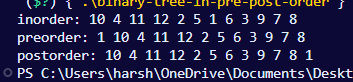 ($?) { .\binary-tree-in-pre-post-order }
inorder: 10 4 11 12 2 5 1 6 3 9 7 8
preorder: 1 10 4 11 12 2 5 6 3 9 7 8
postorder: 10 4 11 12 2 5 6 3 9 7 8 1
PS C:\Users\harsh\OneDrive\Documents\Deskt